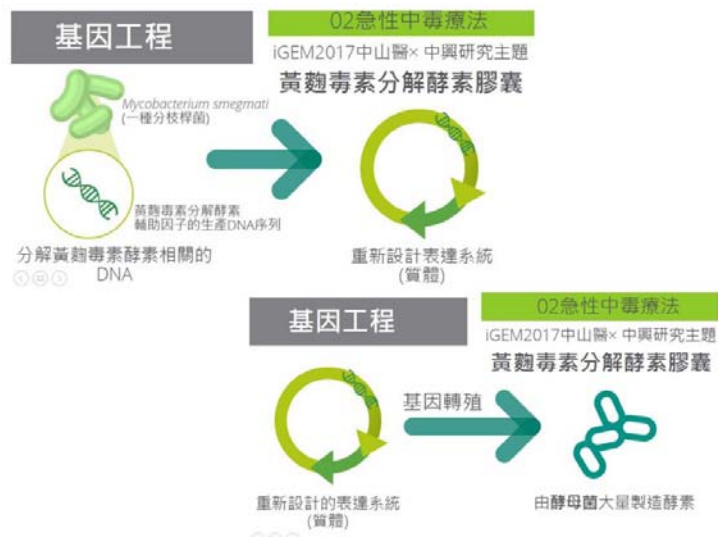 基因工程
02急性中毒療法
iGEM2017中山醫×中興研究主題
黃麴毒素分解酵素膠囊
Mycobacterium smegmati
(一種分枝桿菌)
黃麴毒素分解酵素
輔助因子的生產DNA序列
分解黃麴毒素酵素相關的
DNA
重新設計表達系統
(質體)
基因工程
02急性中毒療法
iGEM2017中山醫×中興研究主題
黃麴毒素分解酵素膠囊
基因轉殖
重新設計的表達系統
(質體)
由酵母菌大量製造酵素